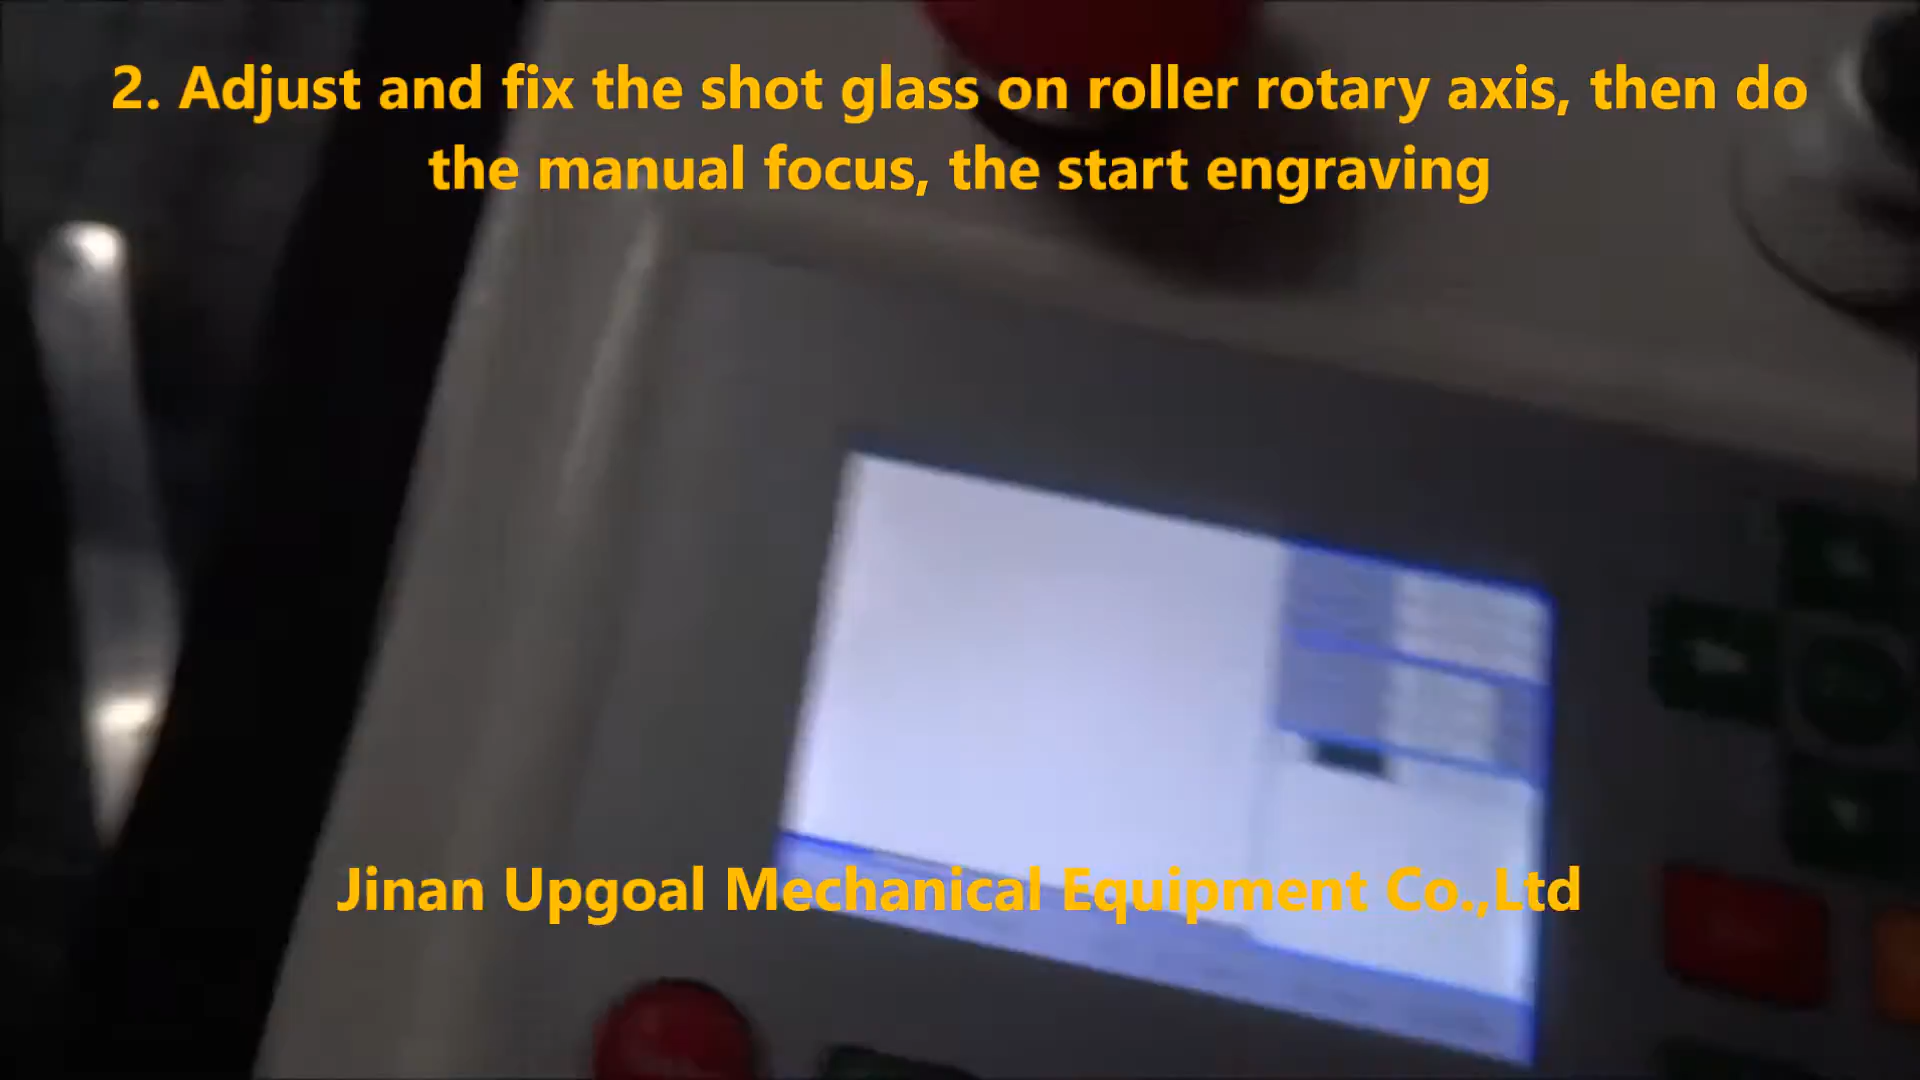 2. Adjust and fix the shot glass on roller rotary axis, then do
the manual focus, the start engraving
Jinan Upgoal Mechanical Equipment Co.,Ltd